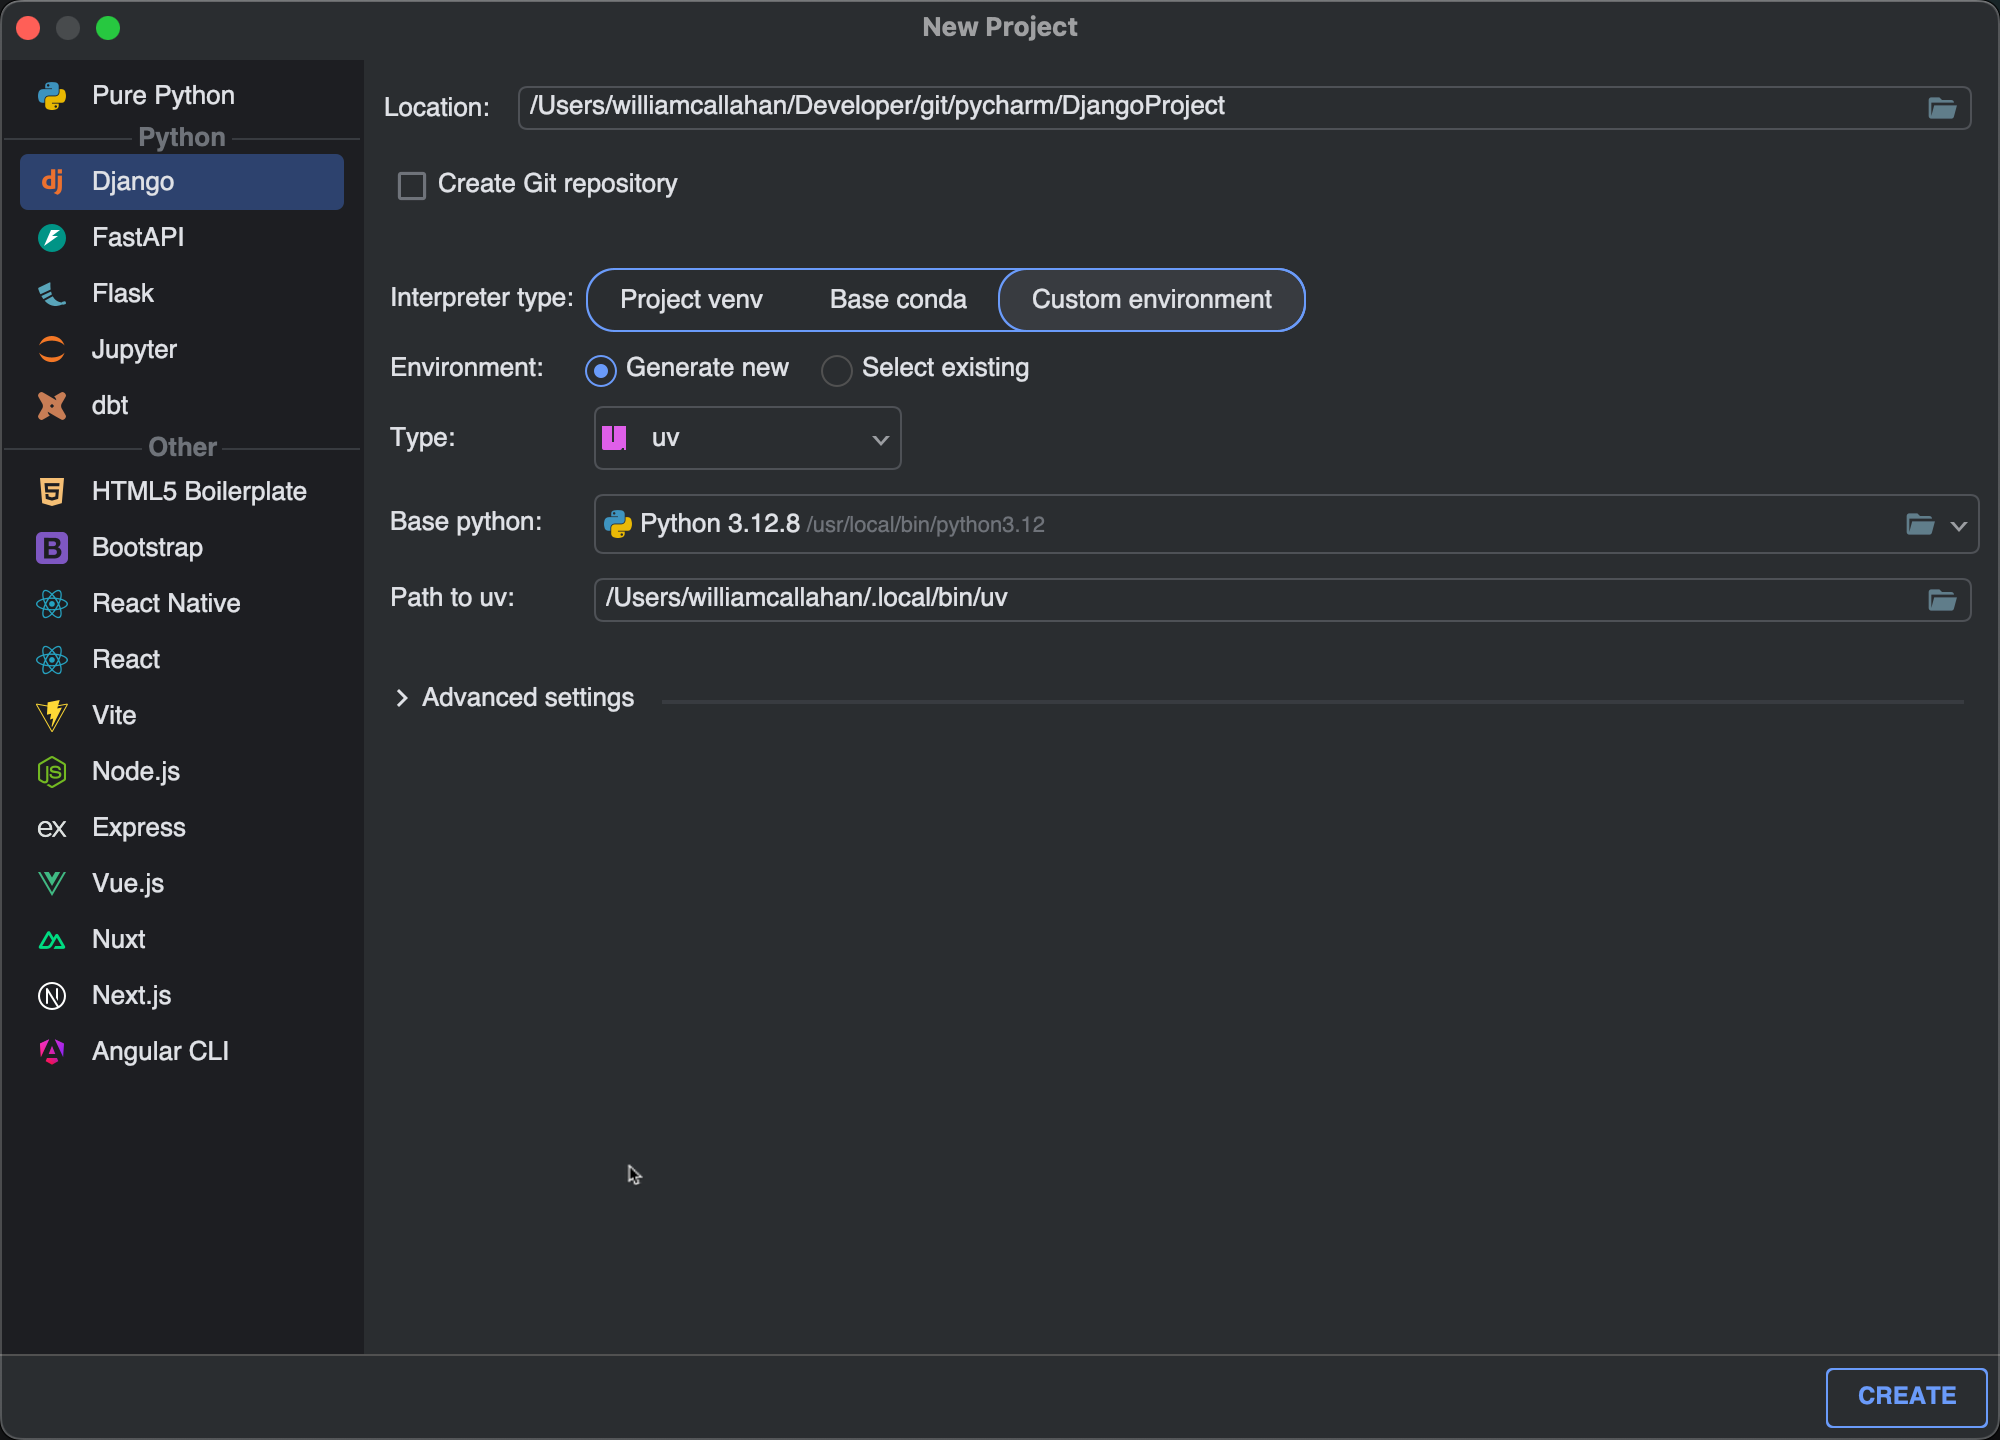 New Project
Pure Python
Python
Django
FastAPI
Flask
Jupyter
dbt
Other
HTML5 Boilerplate
Bootstrap
React Native
React
Vite
Node.js
ex Express
Vue.js
Nuxt
Next.js
Angular CLI
Location: /Users/williamcallahan/Developer/git/pycharm/DjangoProject
Create Git repository
Interpreter type: Project venv Base conda Custom environment
Environment: Generate new Select existing
Type: uv
Base python: Python 3.12.8 /usr/local/bin/python3.12
Path to uv: /Users/williamcallahan/.local/bin/uv
Advanced settings
CREATE